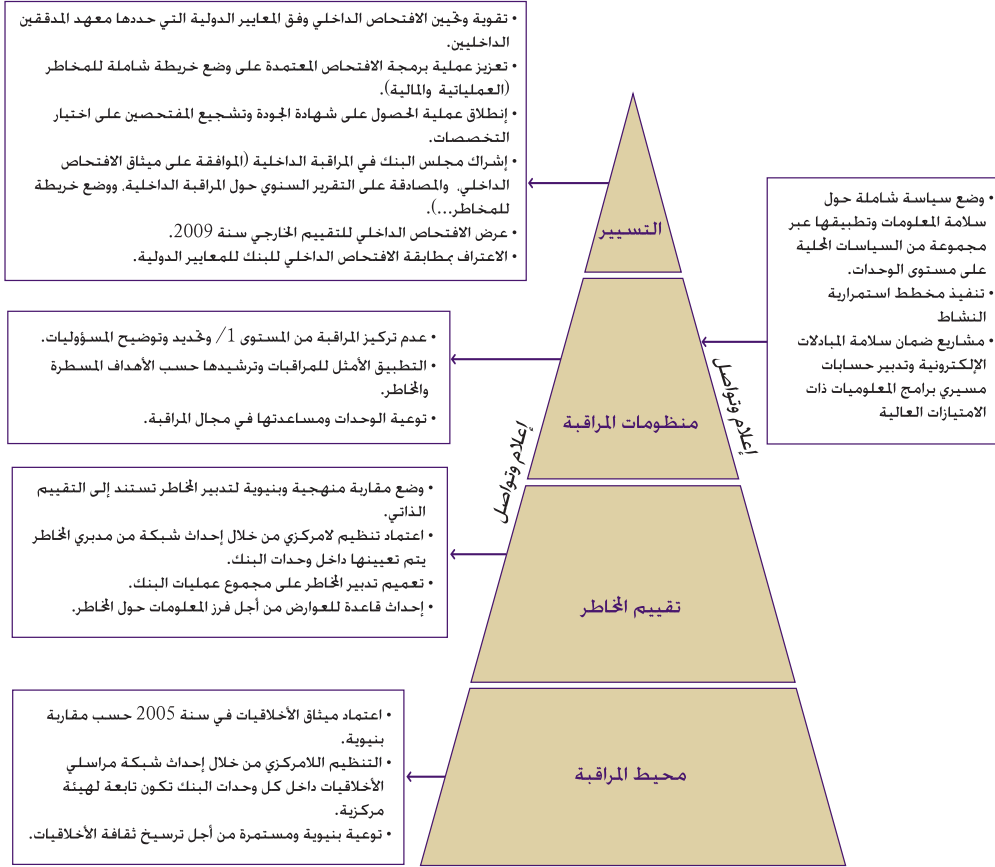 • تقوية وتحيين الافتحاص الداخلي وفق المعايير الدولية التي حددها معهد المدققين
الداخليين.
• تعزيز عملية برمجة الافتحاص المعتمدة على وضع خريطة شاملة للمخاطر
(العملياتية والمالية).
• إنطلاق عملية الحصول على شهادة الجودة وتشجيع المفتحصين على اختيار
التخصصات.
• إشراك مجلس البنك في المراقبة الداخلية (الموافقة على ميثاق الافتحاص
الداخلي، والمصادقة على التقرير السنوي حول المراقبة الداخلية، ووضع خريطة
للمخاطر...).
• عرض الافتحاص الداخلي للتقييم الخارجي سنة 2009.
• الاعتراف بمطابقة الافتحاص الداخلي للبنك للمعايير الدولية.
التسيير
• وضع سياسة شاملة حول
سلامة المعلومات وتطبيقها عبر
مجموعة من السياسات المحلية
على مستوى الوحدات.
• تنفيذ مخطط استمرارية
النشاط
• مشاريع ضمان سلامة المبادلات
الإلكترونية وتدبير حسابات
مسيري برامج المعلوميات ذات
الامتيازات العالية
• عدم تركيز المراقبة من المستوى 1/ وتحديد وتوضيح المسؤوليات.
• التطبيق الأمثل للمراقبات وترشيدها حسب الأهداف المسطرة
والمخاطر.
• توعية الوحدات ومساعدتها في مجال المراقبة.
منظومات المراقبة
إعلام وتواصل
إعلام وتواصل
• وضع مقاربة منهجية وبنيوية لتدبير المخاطر تستند إلى التقييم
الذاتي.
• اعتماد تنظيم لامركزي من خلال إحداث شبكة من مدبري المخاطر
يتم تعيينها داخل وحدات البنك.
• تعميم تدبير المخاطر على مجموع عمليات البنك.
• إحداث قاعدة للعوارض من أجل فرز المعلومات حول المخاطر.
تقييم المخاطر
• اعتماد ميثاق الأخلاقيات في سنة 2005 حسب مقاربة
بنيوية.
• التنظيم اللامركزي من خلال إحداث شبكة مراسلي
الأخلاقيات داخل كل وحدات البنك تكون تابعة لهيئة
مركزية.
• توعية بنيوية ومستمرة من أجل ترسيخ ثقافة الأخلاقيات.
محيط المراقبة